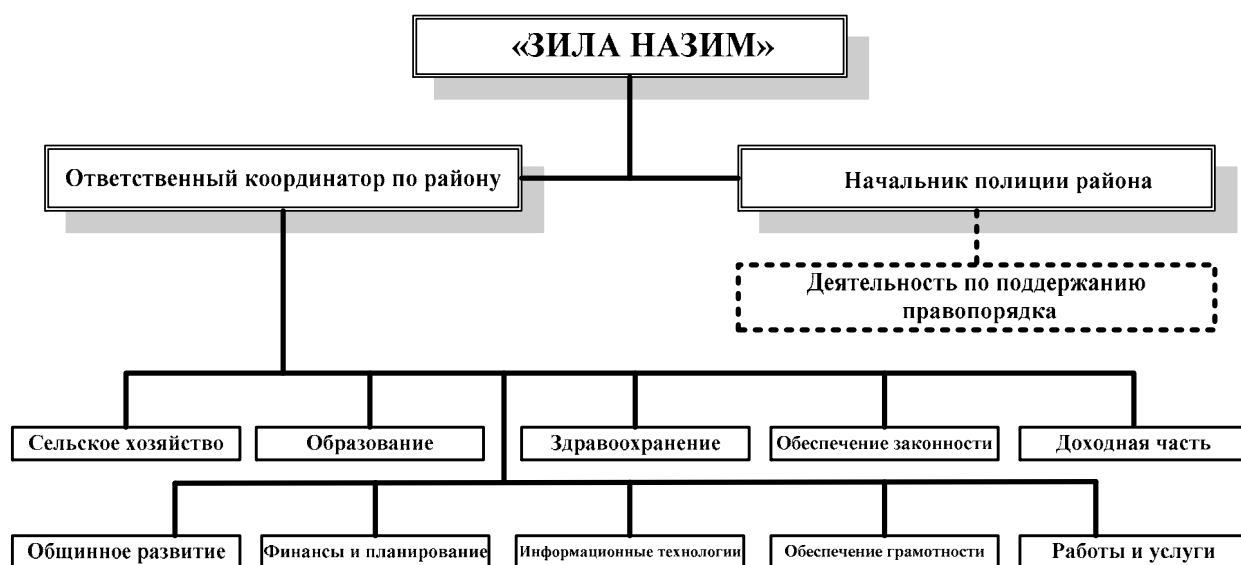 «ЗИЛА НАЗИМ»
Ответственный координатор по району
Начальник полиции района
Деятельность по поддержанию
правопорядка
Сельское хозяйство
Образование
Здравоохранение
Обеспечение законности
Доходная часть
Общинное развитие
Финансы и планирование
Информационные технологии
Обеспечение грамотности
Работы и услуги